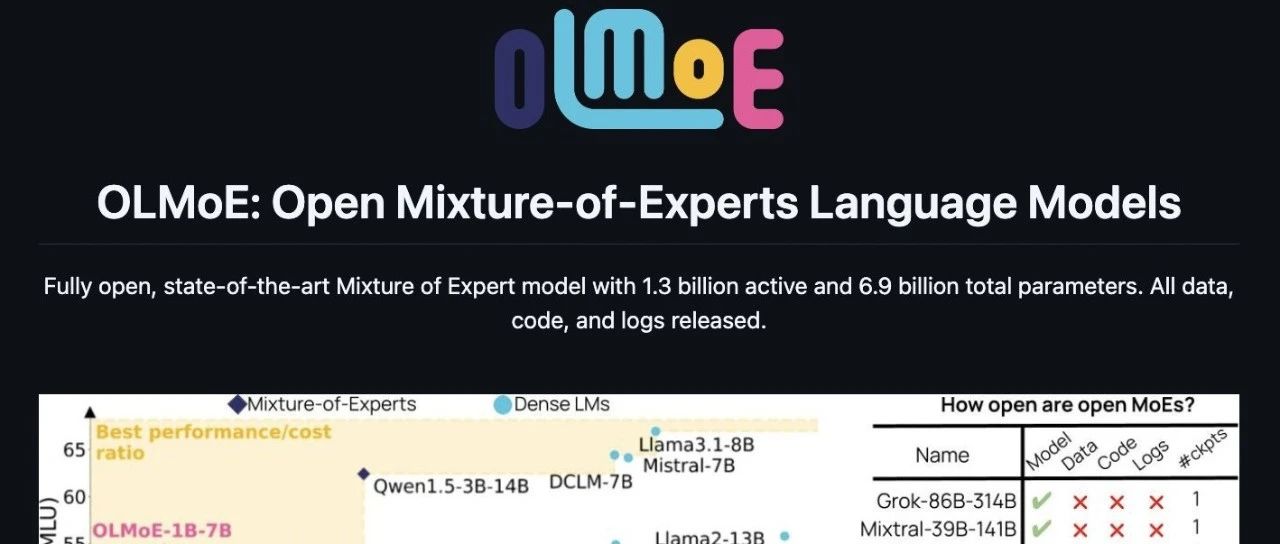 OLMoE
OLMoE: Open Mixture-of-Experts Language Models
Fully open, state-of-the-art Mixture of Expert model with 1.3 billion active and 6.9 billion total parameters. All data,
code, and logs released.
Mixture-of-Experts
Dense LMs
Best performance/cost
ratio
65
60
55
MLU)
Llama3.1-8B
Mistral-7B
DCLM-7B
Qwen1.5-3B-14B
OLMoE-1B-7B
Llama2-13B
How open are open MoEs?
Name Model Data Code Logs #ckpts
Grok-86B-314B ✓ ✗ ✗ ✗ 1
Mixtral-39B-141B ✓ ✗ ✗ ✗ 1